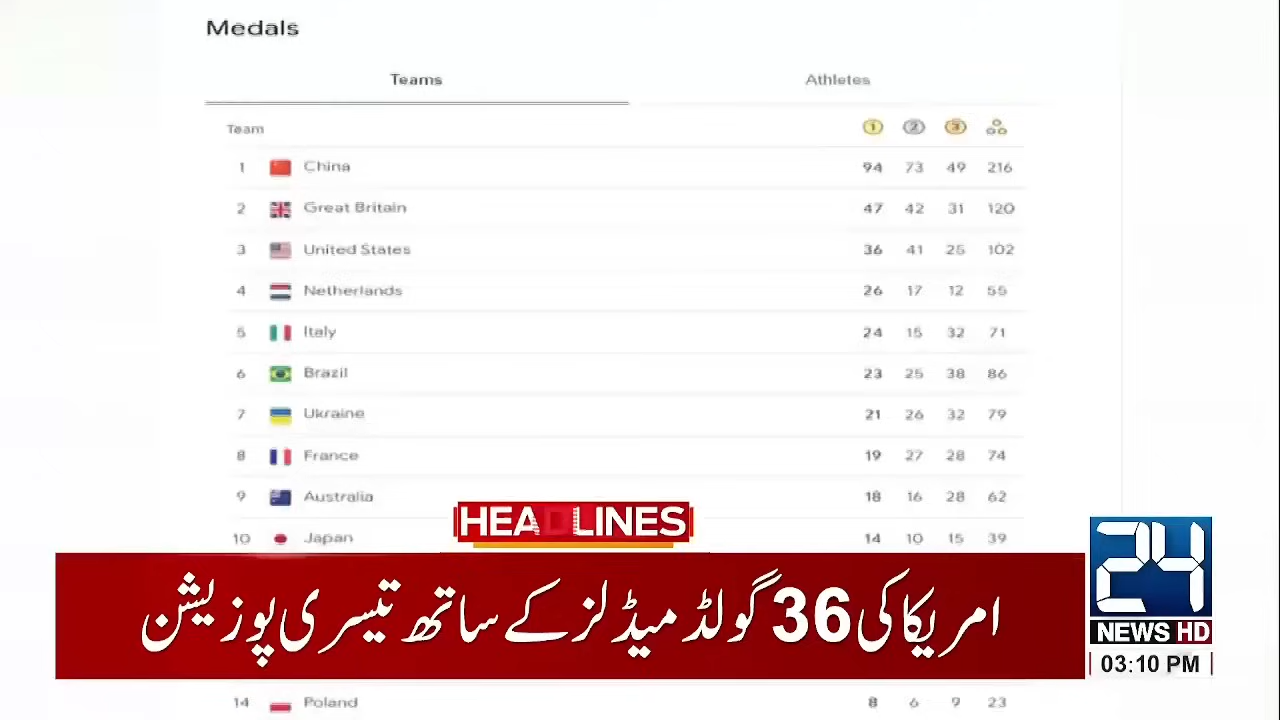 Medals
Teams Athletes
Team 1 2 3
1 China 94 73 49 216
2 Great Britain 47 42 31 120
3 United States 36 41 25 102
4 Netherlands 26 17 12 55
5 Italy 24 15 32 71
6 Brazil 23 25 38 86
7 Ukraine 21 26 32 79
8 France 19 27 28 74
9 Australia 18 16 28 62
HEADLINES
10 Japan 14 10 15 39
امریکا کی 36 گولڈ میڈلز کے ساتھ تیسری پوزیشن
24
NEWS HD
03:10 PM
14 Poland 8 6 9 23